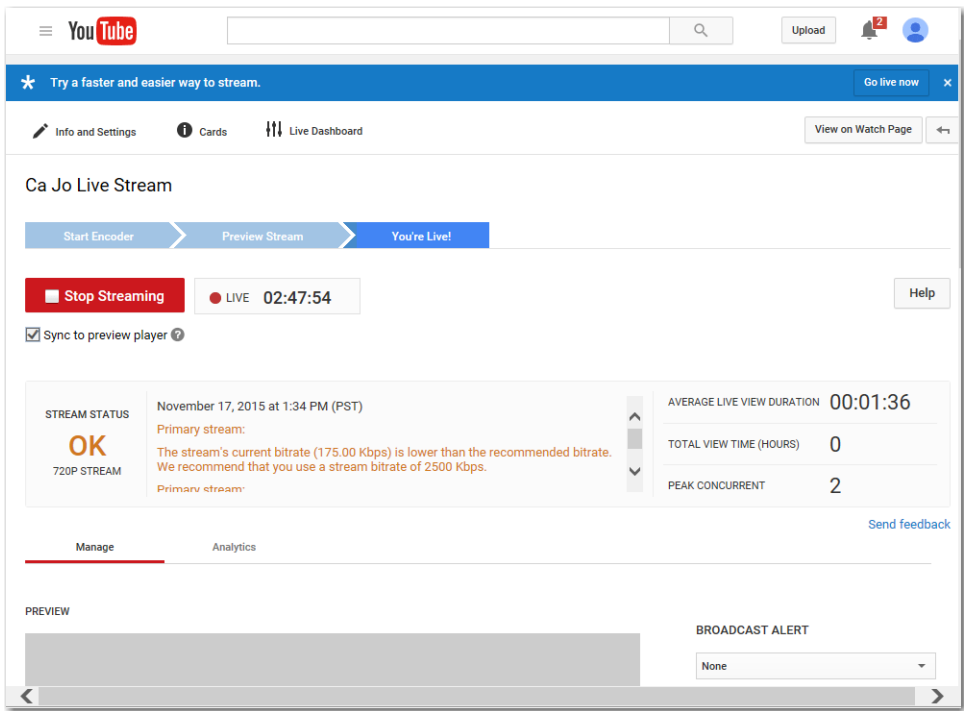 YouTube
Upload
2
Try a faster and easier way to stream.
Go live now
Info and Settings
Cards
Live Dashboard
View on Watch Page
Ca Jo Live Stream
Start Encoder
Preview Stream
You're Live!
Stop Streaming
LIVE 02:47:54
Help
Sync to preview player
STREAM STATUS
OK
720P STREAM
November 17, 2015 at 1:34 PM (PST)
Primary stream:
The stream's current bitrate (175.00 Kbps) is lower than the recommended bitrate.
We recommend that you use a stream bitrate of 2500 Kbps.
Primary stream:
AVERAGE LIVE VIEW DURATION 00:01:36
TOTAL VIEW TIME (HOURS) 0
PEAK CONCURRENT 2
Send feedback
Manage
Analytics
PREVIEW
BROADCAST ALERT
None